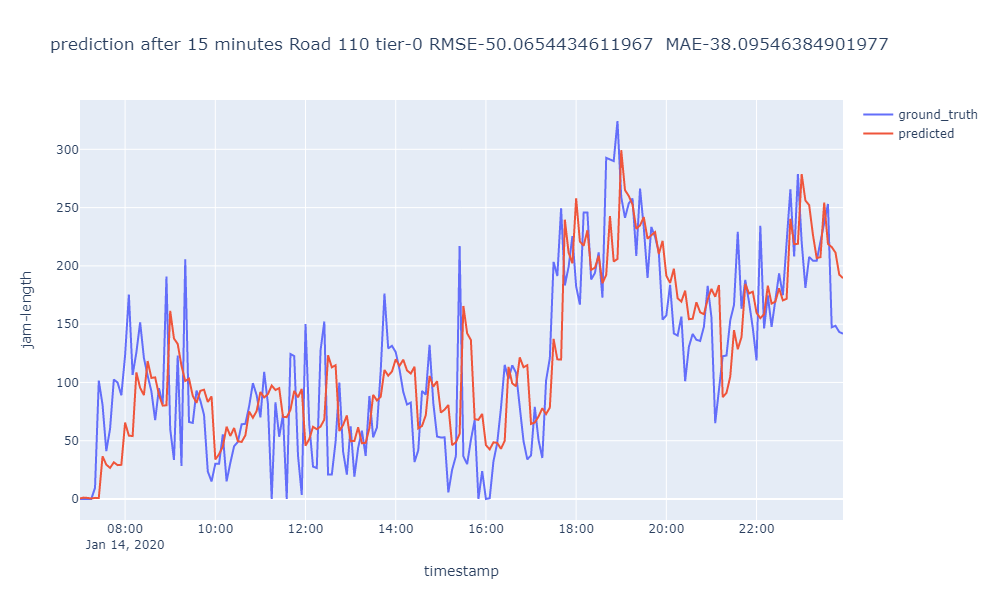 prediction after 15 minutes Road 110 tier-0 RMSE-50.0654434611967 MAE-38.09546384901977
ground_truth
predicted
300
250
200
150
100
50
0
jam-length
08:00 10:00 12:00 14:00 16:00 18:00 20:00 22:00
Jan 14, 2020
timestamp